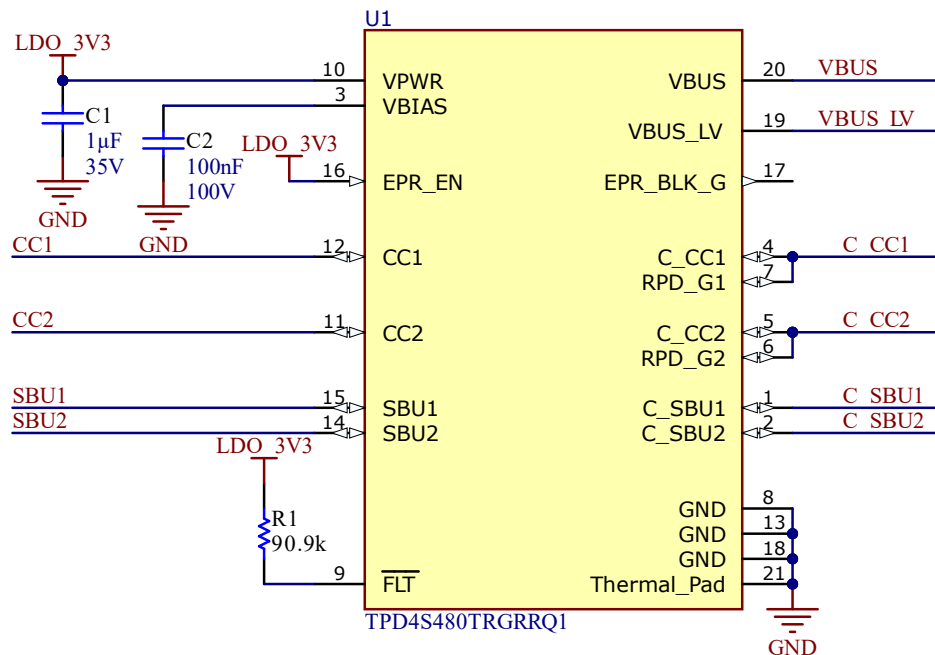 U1
LDO_3V3
10 VPWR VBUS 20 VBUS
3 VBIAS
C1
1µF
35V
GND
C2
100nF
100V
GND
VBUS_LV 19 VBUS_LV
LDO_3V3
16 EPR_EN EPR_BLK_G 17
CC1 12 CC1 C_CC1 4 C_CC1
RPD_G1 7
CC2 11 CC2 C_CC2 5 C_CC2
RPD_G2 6
SBU1 15 SBU1 C_SBU1 1 C_SBU1
SBU2 14 SBU2 C_SBU2 2 C_SBU2
LDO_3V3
R1
90.9k
GND 8
GND 13
GND 18
9 FLT Thermal_Pad 21
TPD4S480TRGRRQ1
GND